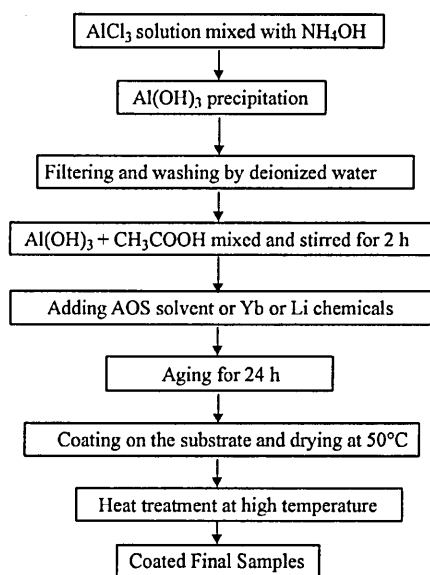 AlCl₃ solution mixed with NH₄OH
Al(OH)₃ precipitation
Filtering and washing by deionized water
Al(OH)₃ + CH₃COOH mixed and stirred for 2 h
Adding AOS solvent or Yb or Li chemicals
Aging for 24 h
Coating on the substrate and drying at 50°C
Heat treatment at high temperature
Coated Final Samples